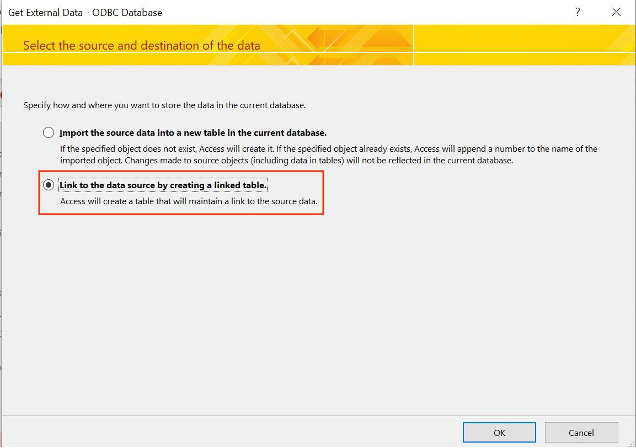 Get External Data - ODBC Database
?
Select the source and destination of the data
Specify how and where you want to store the data in the current database.
Import the source data into a new table in the current database.
If the specified object does not exist, Access will create it. If the specified object already exists, Access will append a number to the name of the
imported object. Changes made to source objects (including data in tables) will not be reflected in the current database.
Link to the data source by creating a linked table.
Access will create a table that will maintain a link to the source data.
OK
Cancel